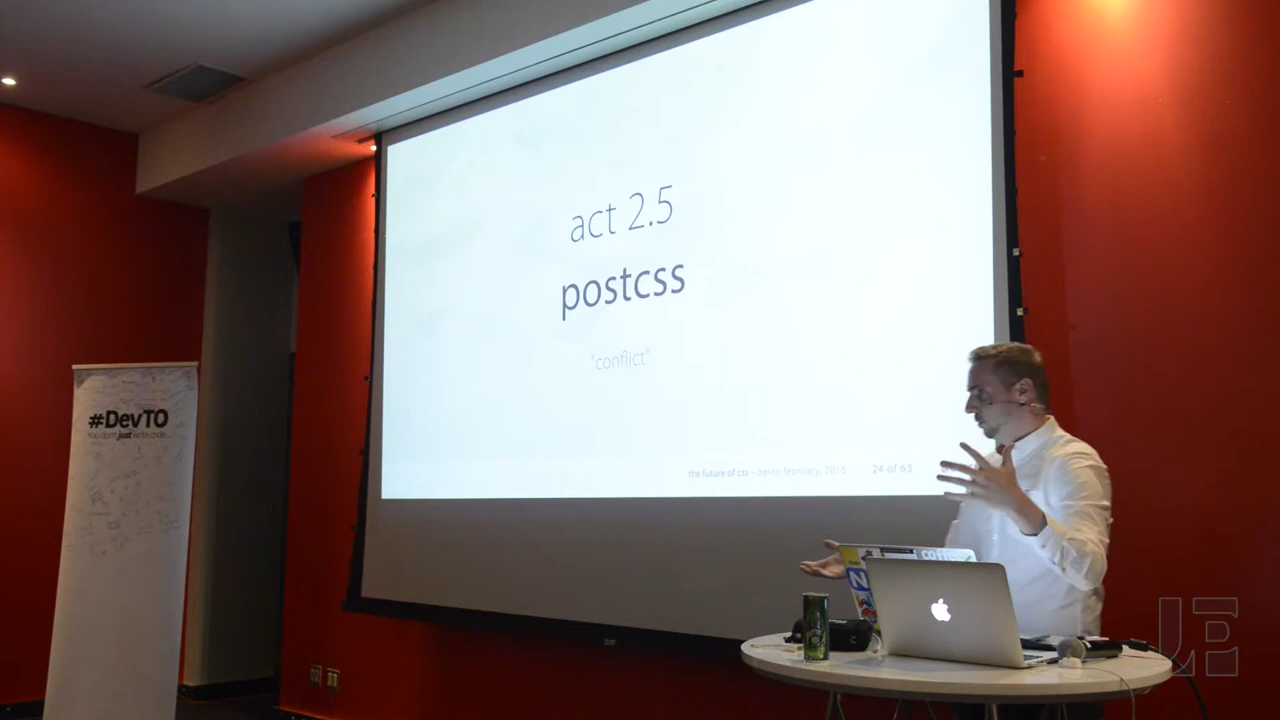 act 2.5
postcss
"conflict"
the future of css – devto february, 2016 24 of 63
#DevTO
You don't just write code...
N